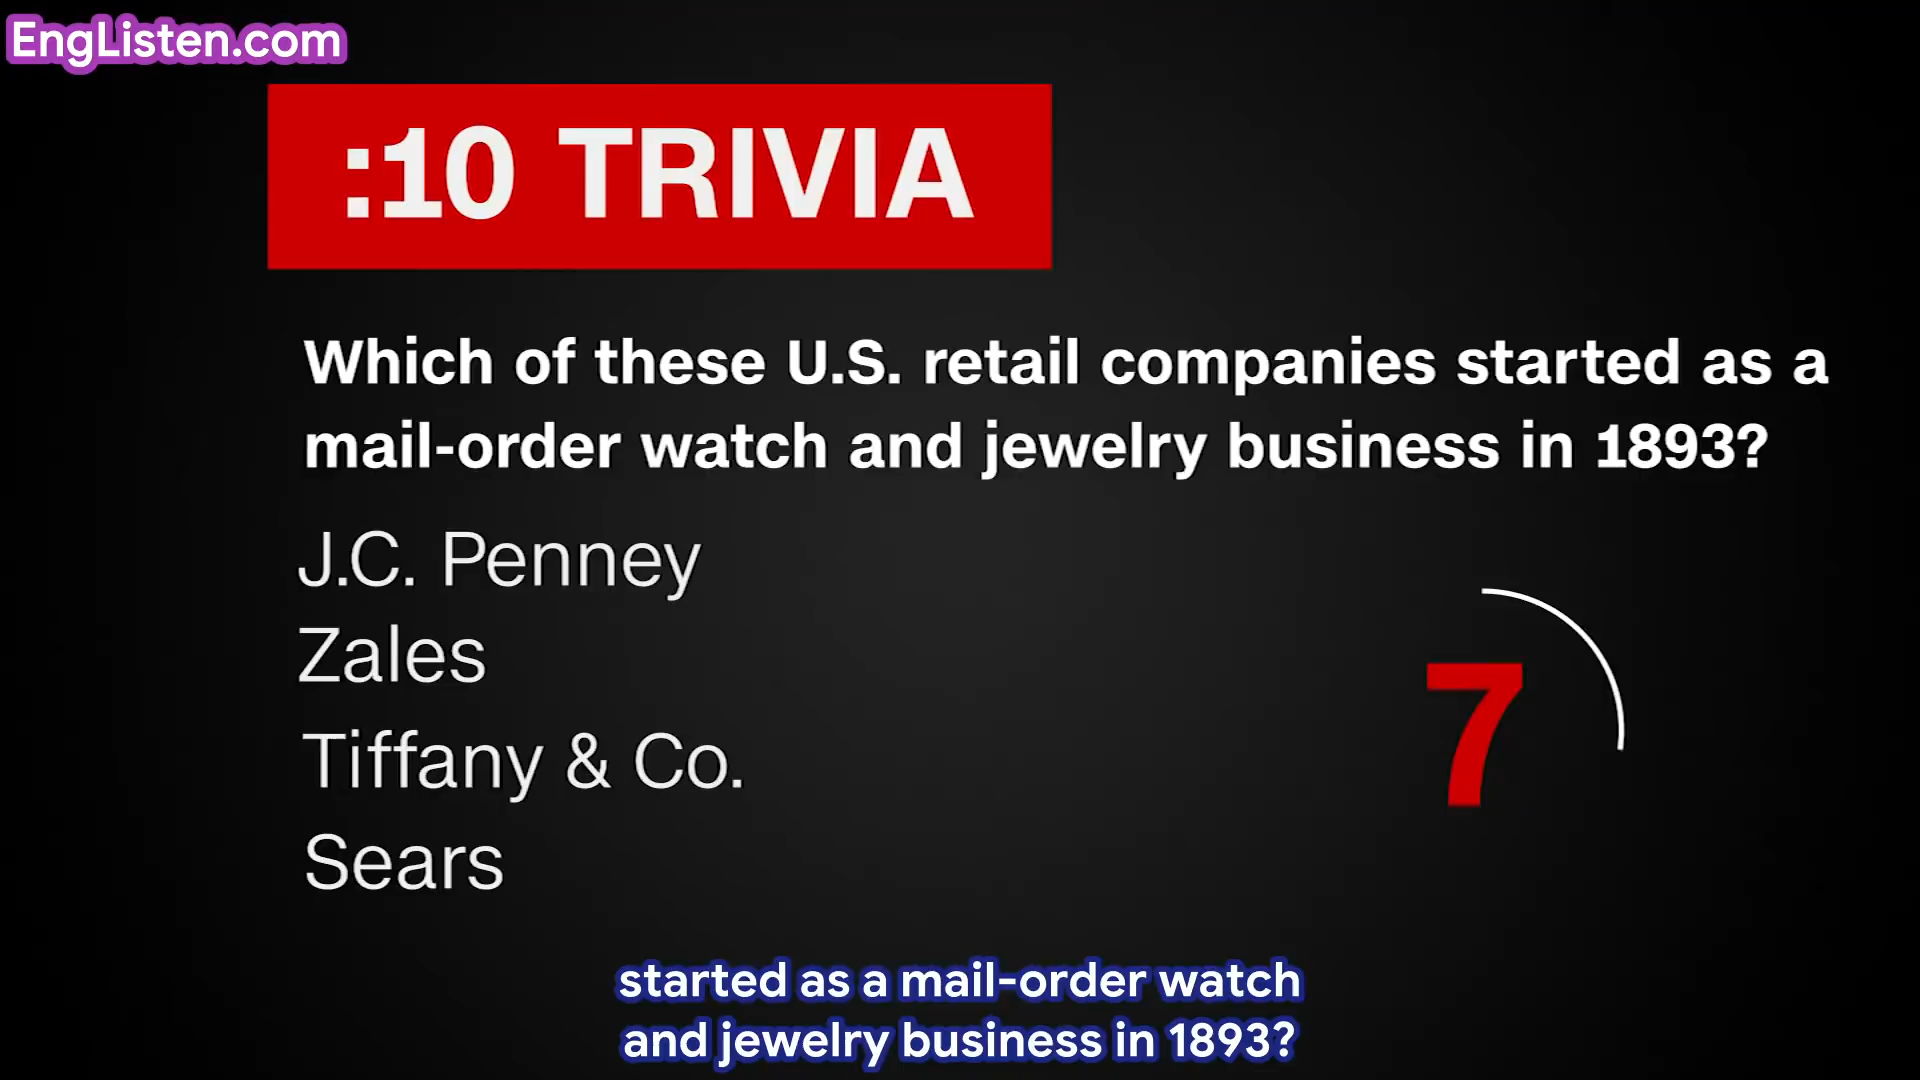 EngListen.com
:10 TRIVIA
Which of these U.S. retail companies started as a
mail-order watch and jewelry business in 1893?
J.C. Penney
Zales
Tiffany & Co.
Sears
7
started as a mail-order watch
and jewelry business in 1893?